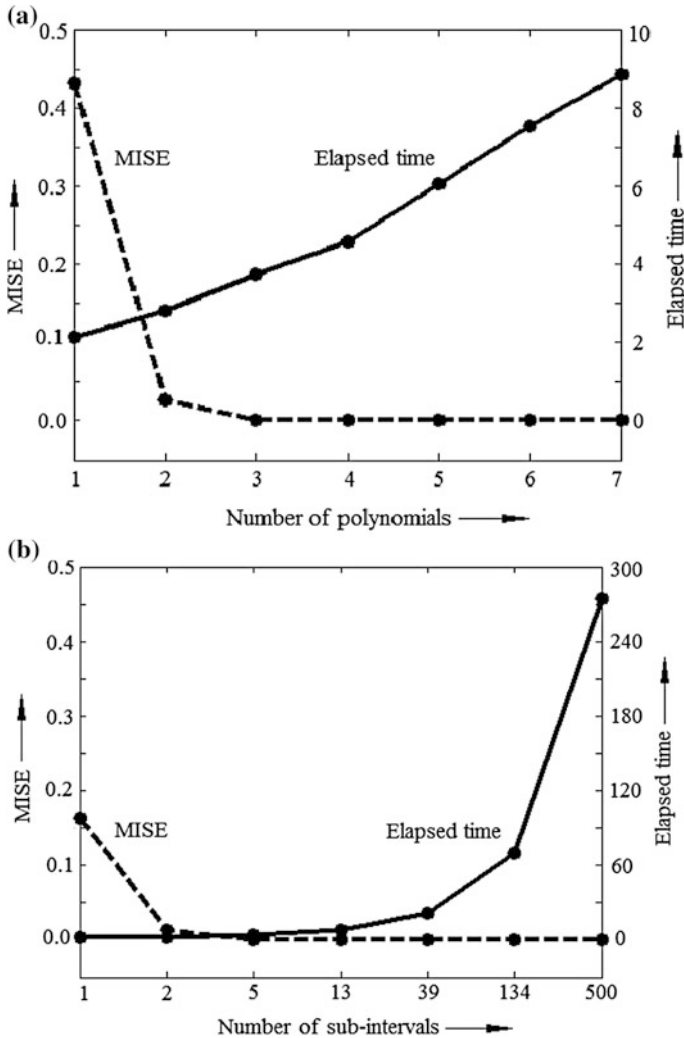 (a)
0.5
0.4
0.3
0.2
0.1
0.0
MISE
MISE
Elapsed time
10
8
6
4
2
0
Elapsed time
1 2 3 4 5 6 7
Number of polynomials
(b)
0.5
0.4
0.3
0.2
0.1
0.0
MISE
MISE
Elapsed time
300
240
180
120
60
0
Elapsed time
1 2 5 13 39 134 500
Number of sub-intervals